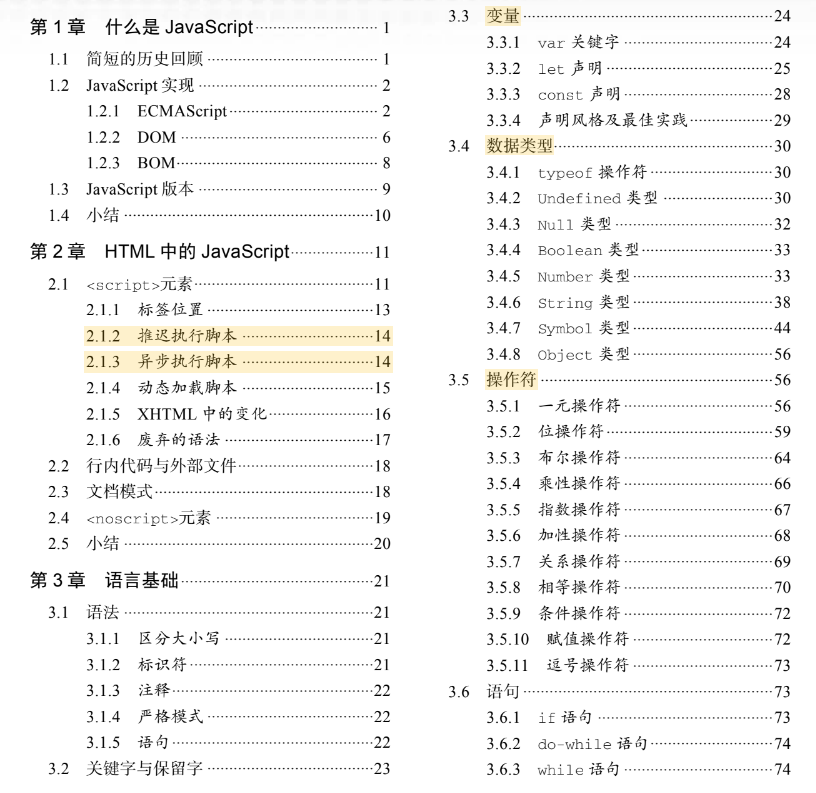 第 1 章 什么是 JavaScript 1
1.1 简短的历史回顾 1
1.2 JavaScript 实现 2
1.2.1 ECMAScript 2
1.2.2 DOM 6
1.2.3 BOM 8
1.3 JavaScript 版本 9
1.4 小结 10
第 2 章 HTML 中的 JavaScript 11
2.1 <script>元素 11
2.1.1 标签位置 13
2.1.2 推迟执行脚本 14
2.1.3 异步执行脚本 14
2.1.4 动态加载脚本 15
2.1.5 XHTML 中的变化 16
2.1.6 废弃的语法 17
2.2 行内代码与外部文件 18
2.3 文档模式 18
2.4 <noscript>元素 19
2.5 小结 20
第 3 章 语言基础 21
3.1 语法 21
3.1.1 区分大小写 21
3.1.2 标识符 21
3.1.3 注释 22
3.1.4 严格模式 22
3.1.5 语句 22
3.2 关键字与保留字 23
3.3 变量 24
3.3.1 var 关键字 24
3.3.2 let 声明 25
3.3.3 const 声明 28
3.3.4 声明风格及最佳实践 29
3.4 数据类型 30
3.4.1 typeof 操作符 30
3.4.2 Undefined 类型 30
3.4.3 Null 类型 32
3.4.4 Boolean 类型 33
3.4.5 Number 类型 33
3.4.6 String 类型 38
3.4.7 Symbol 类型 44
3.4.8 Object 类型 56
3.5 操作符 56
3.5.1 一元操作符 56
3.5.2 位操作符 59
3.5.3 布尔操作符 64
3.5.4 乘性操作符 66
3.5.5 指数操作符 67
3.5.6 加性操作符 68
3.5.7 关系操作符 69
3.5.8 相等操作符 70
3.5.9 条件操作符 72
3.5.10 赋值操作符 72
3.5.11 逗号操作符 73
3.6 语句 73
3.6.1 if 语句 73
3.6.2 do-while 语句 74
3.6.3 while 语句 74